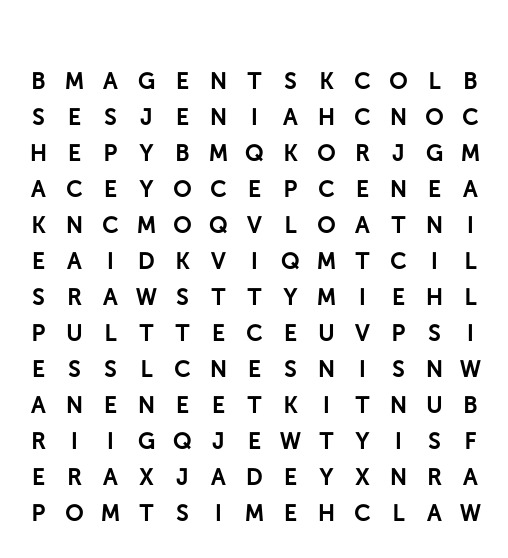 B M A G E N T S K C O L B
S E S J E N I A H C N O C
H E P Y B M Q K O R J G M
A C E Y O C E P C E N E A
K N C M O Q V L O A T N I
E A I D K V I Q M T C I L
S R A W S T T Y M I E H L
P U L T T E C E U V P S I
E S S L C N E S N I S N W
A N E N E E T K I T N U B
R I I G Q J E W T Y I S F
E R A X J A D E Y X N R A
P O M T S I M E H C L A W